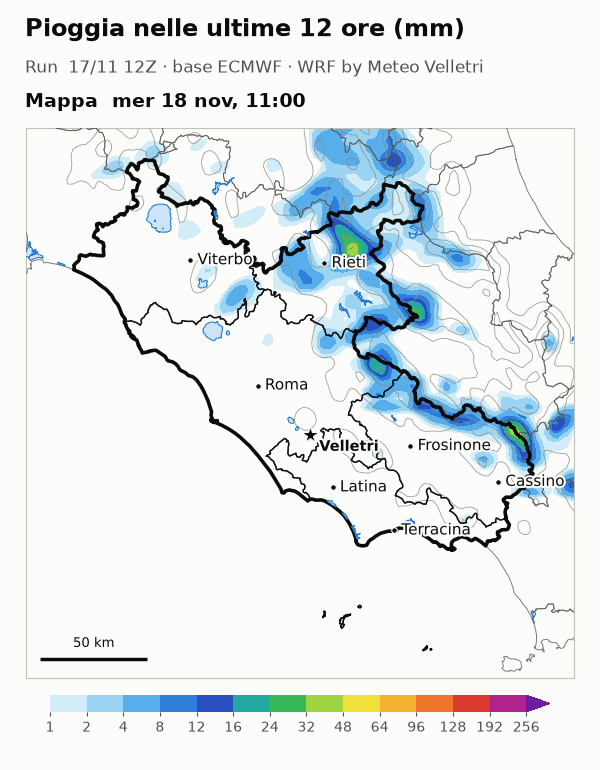 Pioggia nelle ultime 12 ore (mm)
Run  17/11 12Z · base ECMWF · WRF by Meteo Velletri
Mappa  mer 18 nov, 11:00
Viterbo
Rieti
Roma
Velletri
Frosinone
Latina
Cassino
Terracina
50 km
1 2 4 8 12 16 24 32 48 64 96 128 192 256